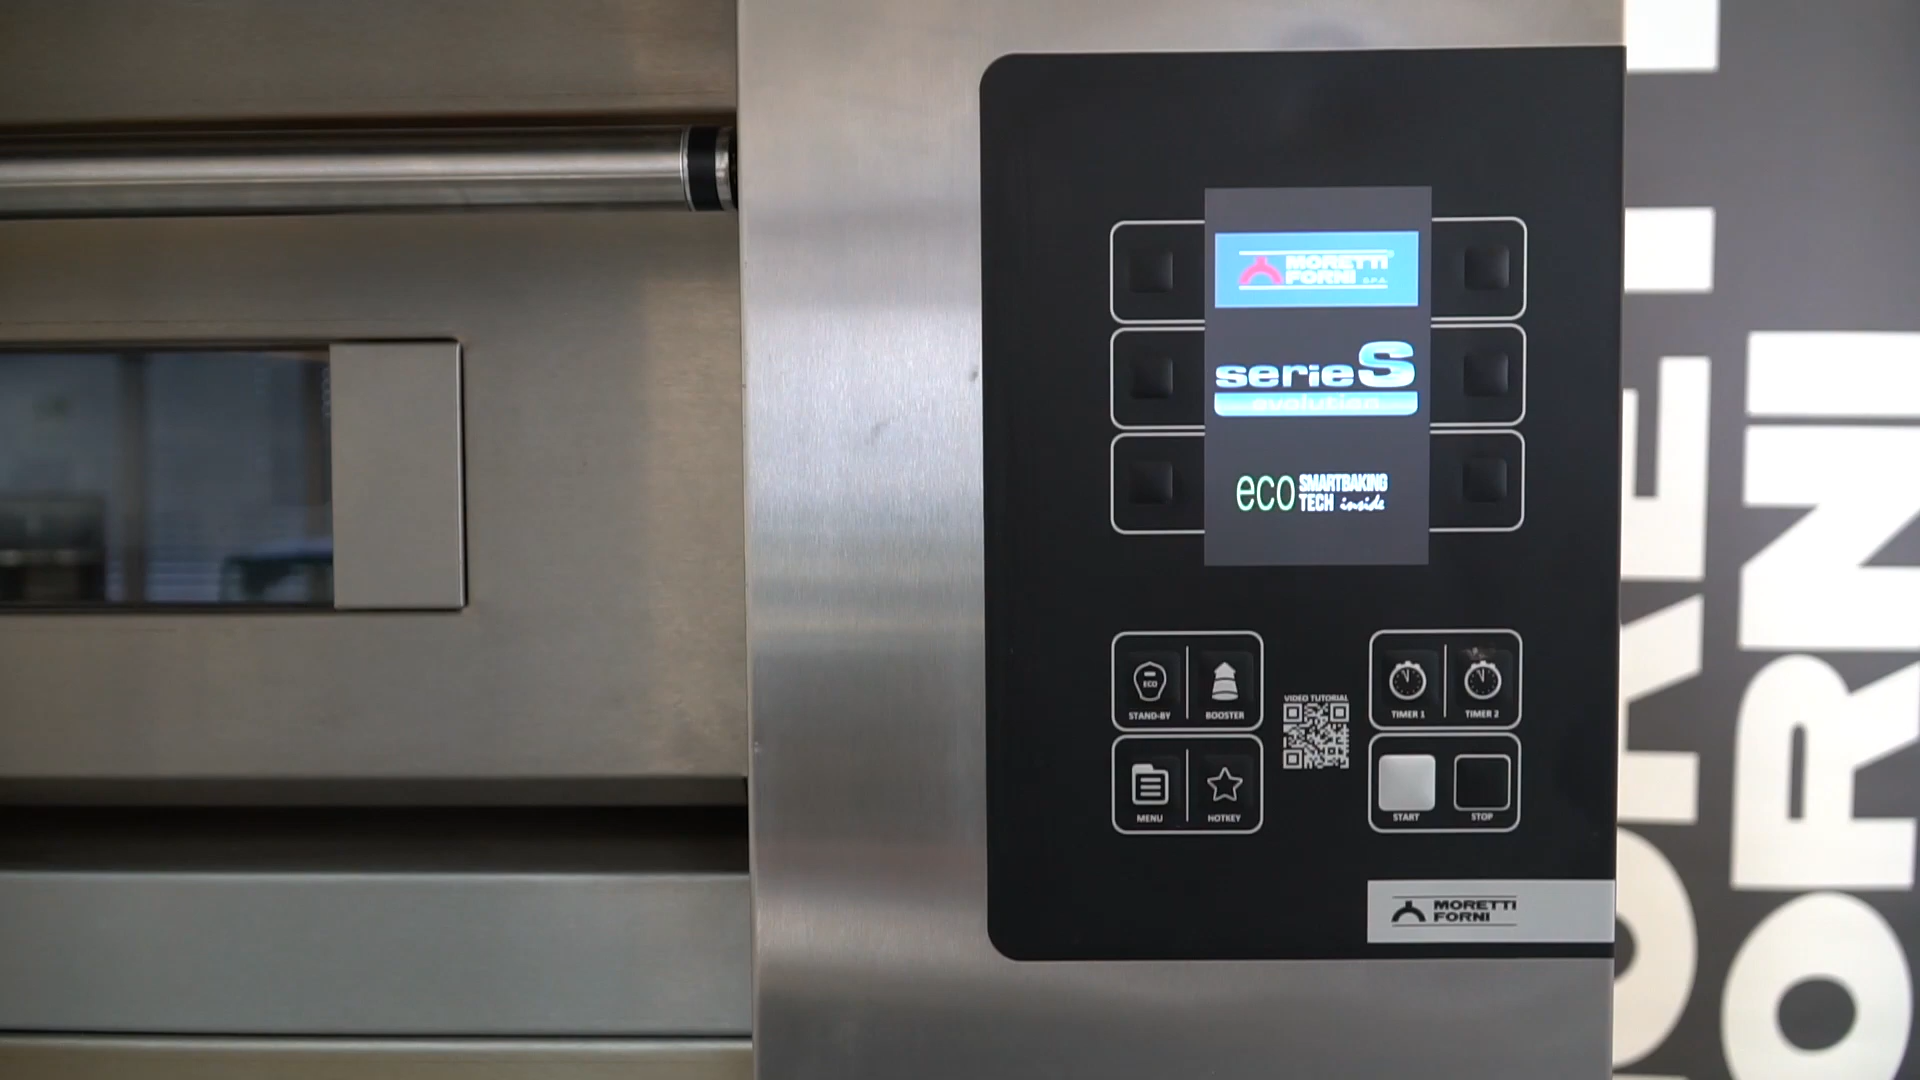 MORETTI
FORNI S.P.A.
serieS
evolution
eco SMARTBAKING
TECH inside
ECO
STAND-BY
BOOSTER
VIDEO TUTORIAL
TIMER 1
TIMER 2
MENU
HOTKEY
START
STOP
MORETTI
FORNI